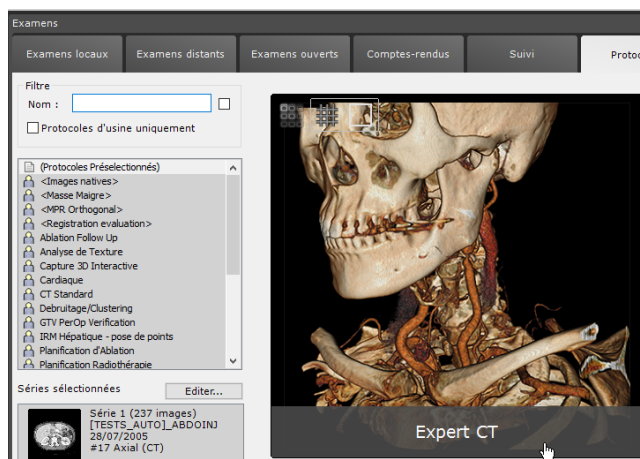 Examens
Examens locaux
Examens distants
Examens ouverts
Comptes-rendus
Suivi
Protoc
Filtre
Nom :
Protocoles d'usine uniquement
(Protocoles Préselectionnés)
<Images natives>
<Masse Maigre>
<MPR Orthogonal>
<Registration evaluation>
Ablation Follow Up
Analyse de Texture
Capture 3D Interactive
Cardiaque
CT Standard
Debruitage/Clustering
GTV PerOp Verification
IRM Hépatique - pose de points
Planification d'Ablation
Planification Radiothérapie
Séries sélectionnées
Editer...
Série 1 (237 images)
[TESTS_AUTO]_ABDOINJ
28/07/2005
#17 Axial (CT)
Expert CT